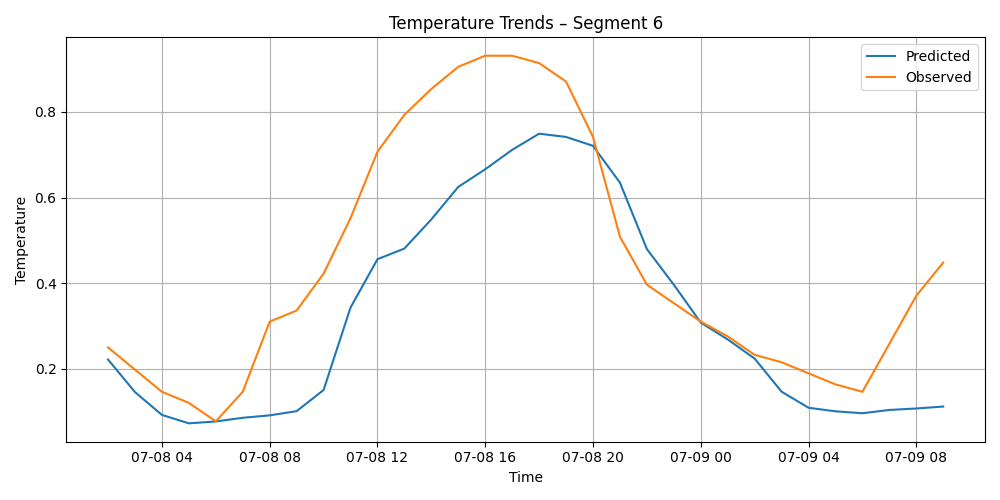 Temperature Trends – Segment 6
Predicted
Observed
Temperature
0.8
0.6
0.4
0.2
07-08 04
07-08 08
07-08 12
07-08 16
07-08 20
07-09 00
07-09 04
07-09 08
Time